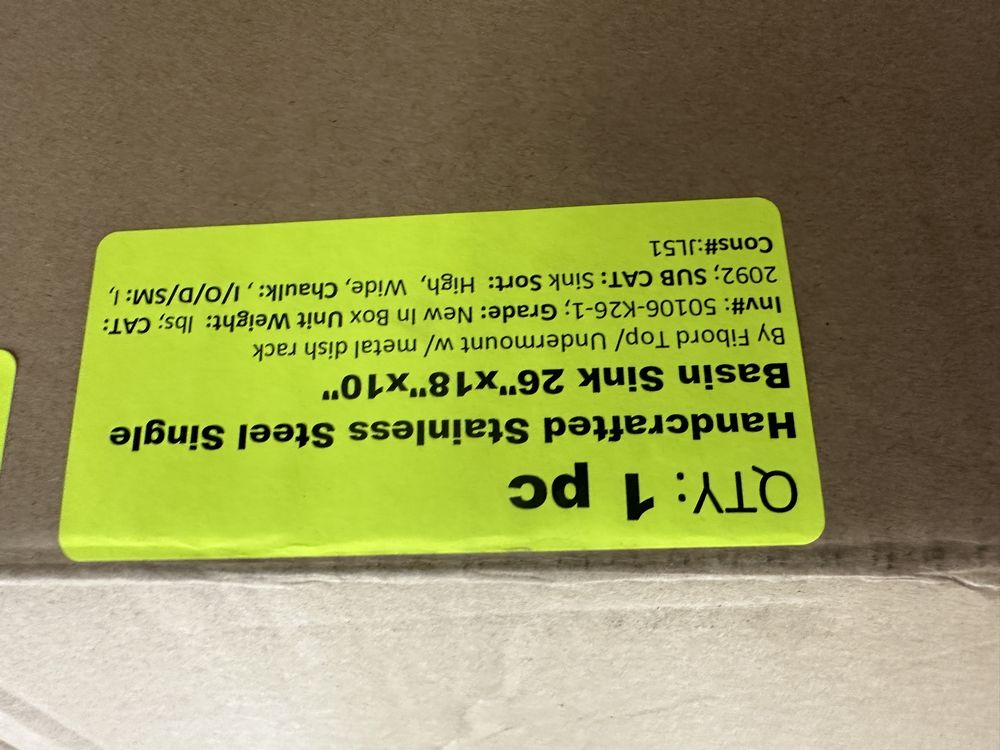 QTY: 1 pc
Handcrafted Stainless Steel Single
Basin Sink 26"x18"x10"
By Fibord Top/ Undermount w/ metal dish rack
Inv#: 50106-K26-1; Grade: New In Box Unit Weight: lbs; CAT:
2092; SUB CAT: Sink Sort: High, Wide, Chaulk: , I/O/D/SM: I,
Cons#:JL51